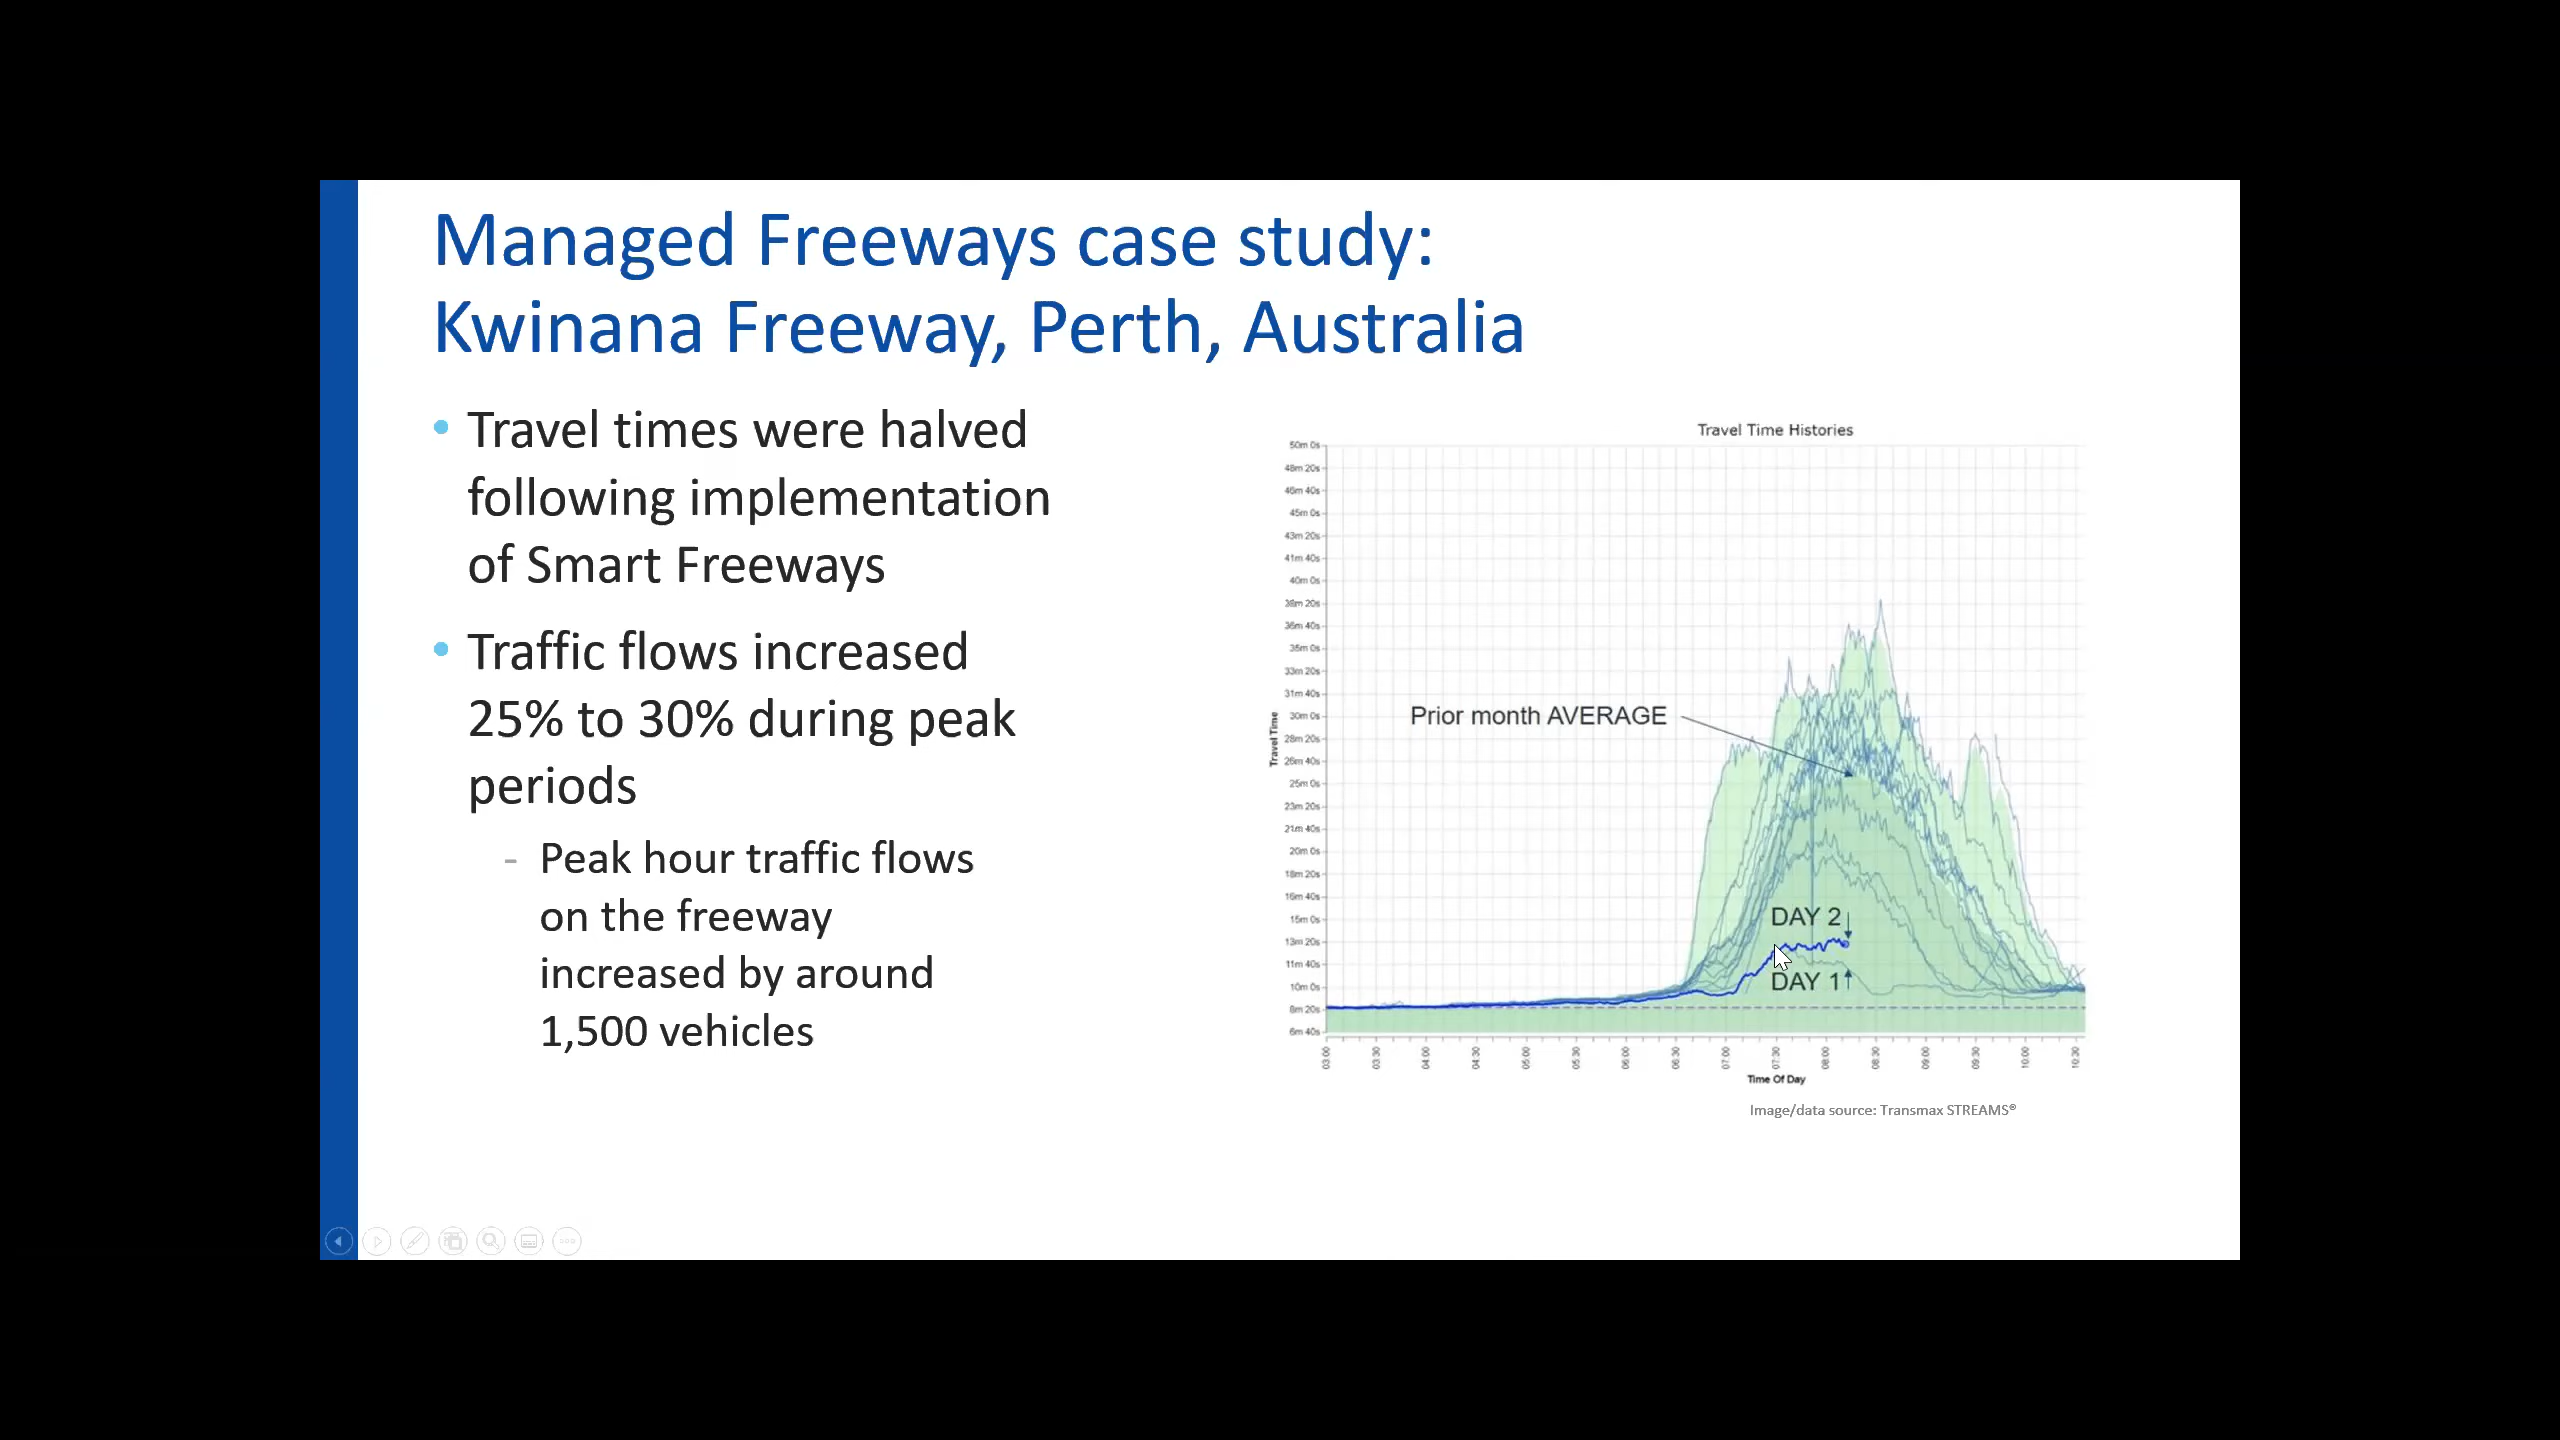 Managed Freeways case study:
Kwinana Freeway, Perth, Australia
• Travel times were halved
following implementation
of Smart Freeways
• Traffic flows increased
25% to 30% during peak
periods
- Peak hour traffic flows
on the freeway
increased by around
1,500 vehicles
Travel Time Histories
50m 0s
48m 20s
46m 40s
45m 0s
43m 20s
41m 40s
40m 0s
38m 20s
36m 40s
35m 0s
33m 20s
31m 40s
30m 0s
28m 20s
26m 40s
25m 0s
23m 20s
21m 40s
20m 0s
18m 20s
16m 40s
15m 0s
13m 20s
11m 40s
10m 0s
8m 20s
6m 40s
Travel Time
Prior month AVERAGE
DAY 2
DAY 1
03:00 03:30 04:00 04:30 05:00 05:30 06:00 06:30 07:00 07:30 08:00 08:30 09:00 09:30 10:00 10:30
Time Of Day
Image/data source: Transmax STREAMS®